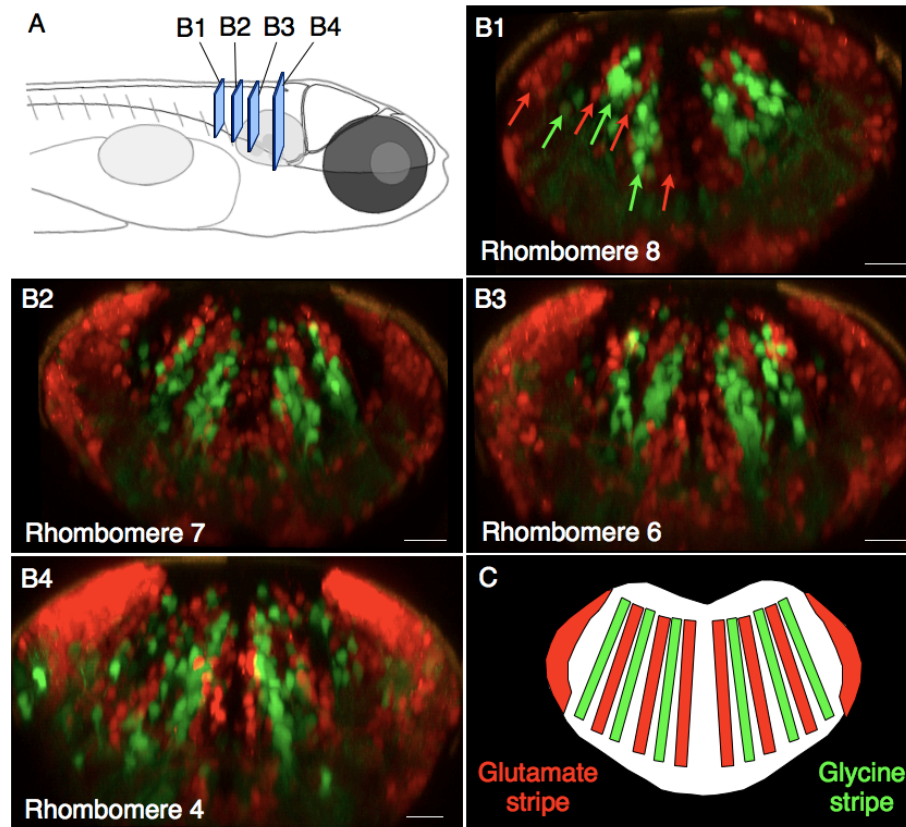 A
B1
B2
B3
B4
B1
Rhombomere 8
B2
Rhombomere 7
B3
Rhombomere 6
B4
Rhombomere 4
C
Glutamate
stripe
Glycine
stripe